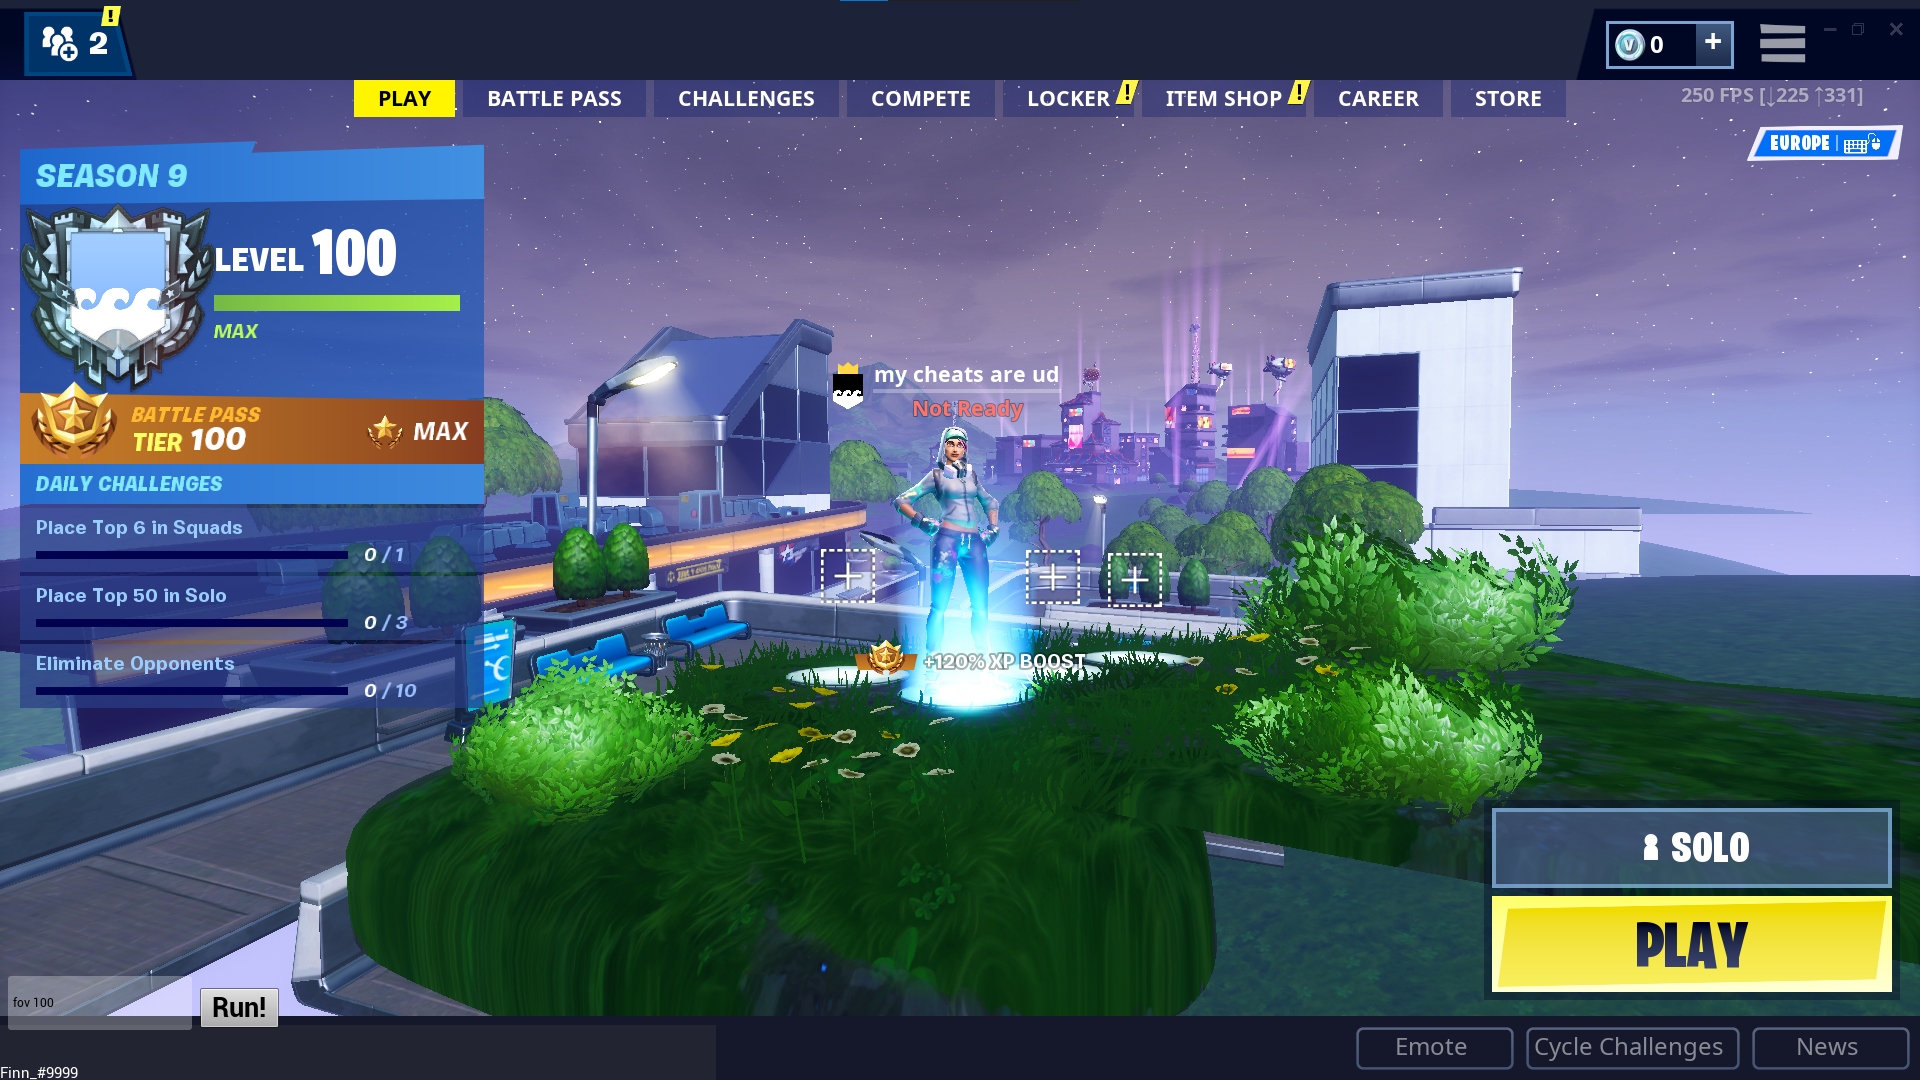 2
!
V 0 +
PLAY BATTLE PASS CHALLENGES COMPETE LOCKER ! ITEM SHOP ! CAREER STORE
250 FPS [↓225 ↑331]
EUROPE
SEASON 9
LEVEL 100
MAX
BATTLE PASS
TIER 100
MAX
DAILY CHALLENGES
Place Top 6 in Squads
0 / 1
Place Top 50 in Solo
0 / 3
Eliminate Opponents
0 / 10
my cheats are ud
Not Ready
+120% XP BOOST
SOLO
PLAY
fov 100
Run!
Emote Cycle Challenges News
Finn_#9999